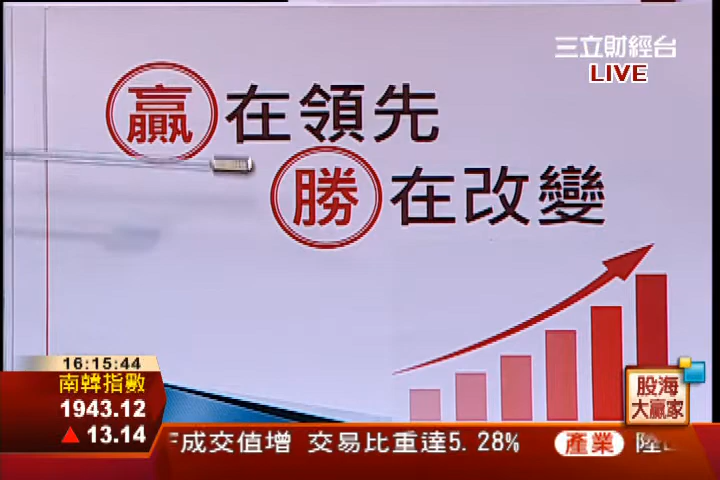 三立財經台
LIVE
贏在領先
勝在改變
16:15:44
南韓指數
1943.12
▲13.14
股海
大贏家
成交值增 交易比重達5.28% 產業 陸